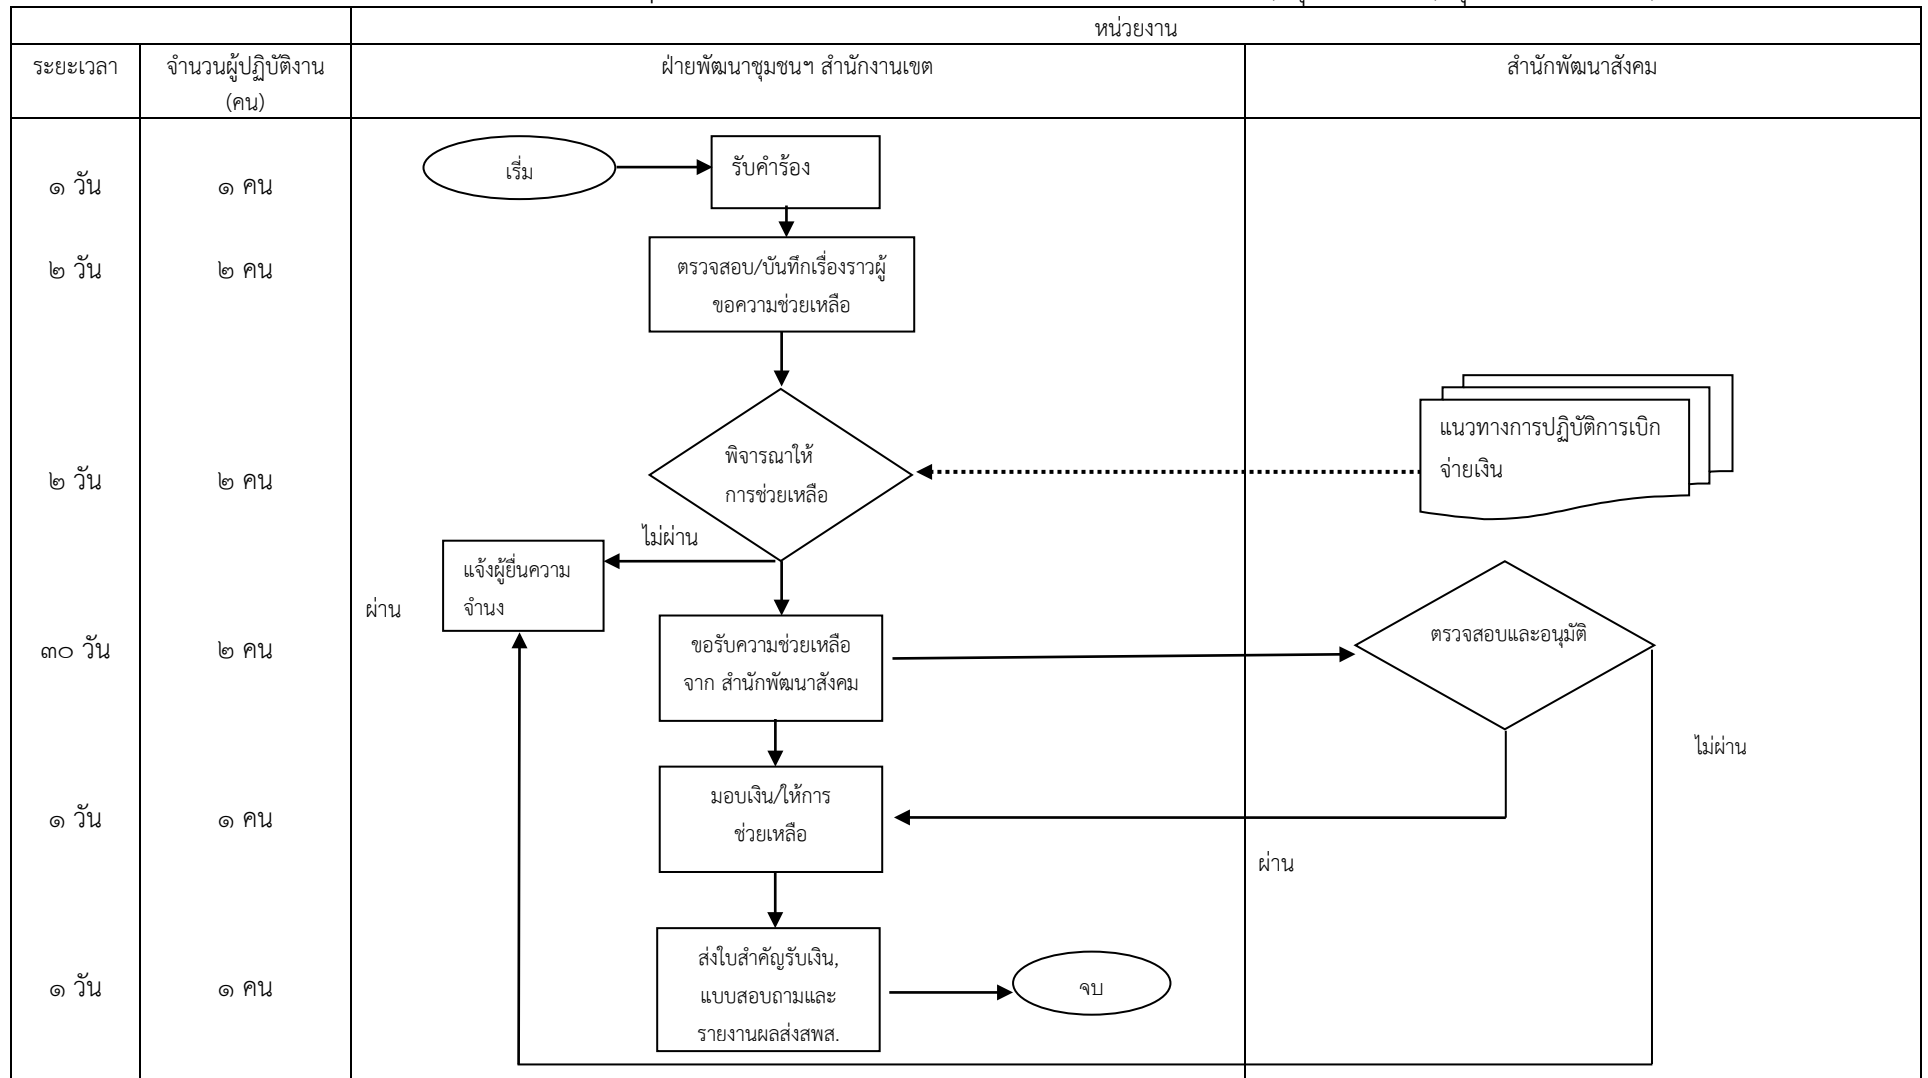 หน่วยงาน
ระยะเวลา
จำนวนผู้ปฏิบัติงาน
(คน)
ฝ่ายพัฒนาชุมชนฯ สำนักงานเขต
สำนักพัฒนาสังคม
๑ วัน
๑ คน
เริ่ม
รับคำร้อง
๒ วัน
๒ คน
ตรวจสอบ/บันทึกเรื่องราวผู้
ขอความช่วยเหลือ
แนวทางการปฏิบัติการเบิก
จ่ายเงิน
๒ วัน
๒ คน
พิจารณาให้
การช่วยเหลือ
ไม่ผ่าน
แจ้งผู้ยื่นความ
จำนง
ผ่าน
๓๐ วัน
๒ คน
ขอรับความช่วยเหลือ
จาก สำนักพัฒนาสังคม
ตรวจสอบและอนุมัติ
ไม่ผ่าน
๑ วัน
๑ คน
มอบเงิน/ให้การ
ช่วยเหลือ
ผ่าน
๑ วัน
๑ คน
ส่งใบสำคัญรับเงิน,
แบบสอบถามและ
รายงานผลส่งสพส.
จบ